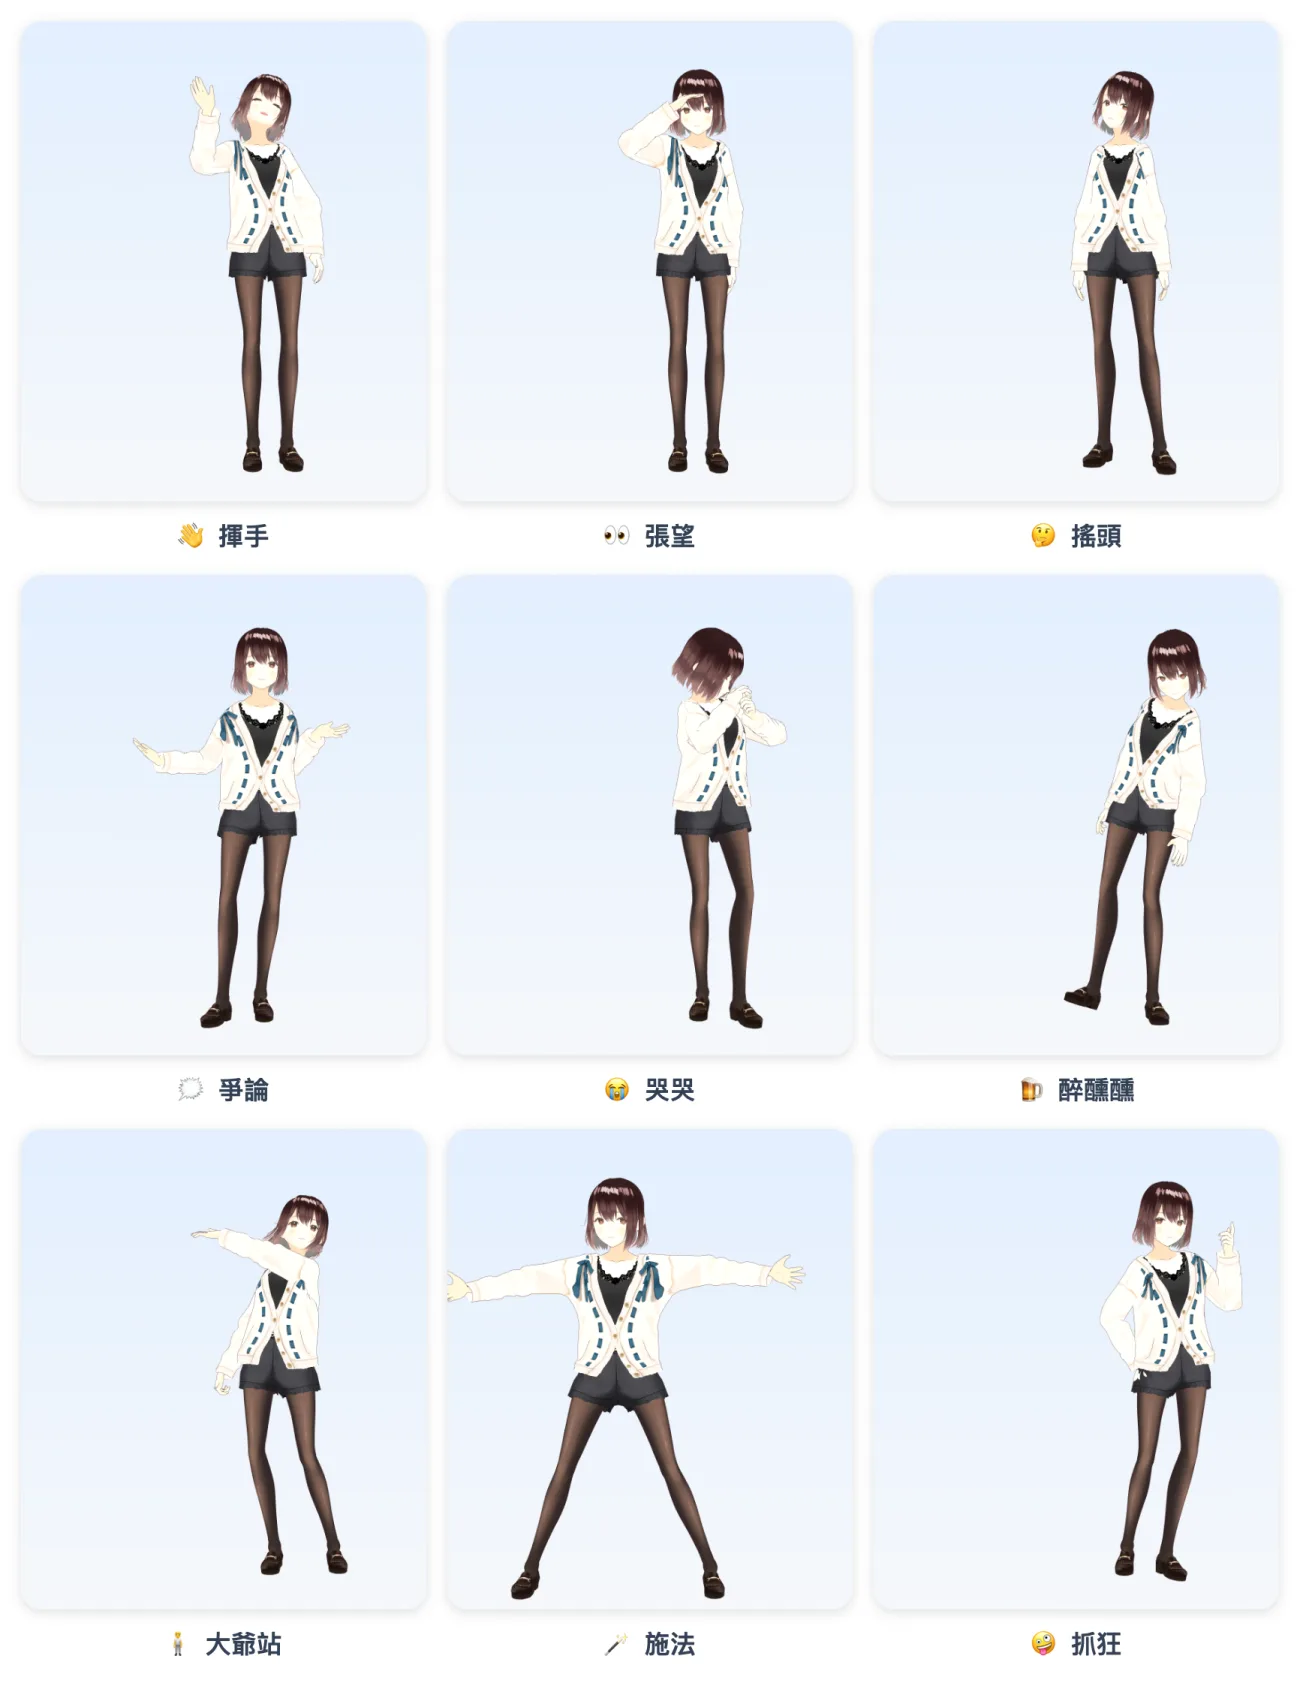 👋 揮手
👀 張望
🤔 搖頭
🗯 爭論
😭 哭哭
🍺 醉醺醺
🧍 大爺站
🪄 施法
🤪 抓狂